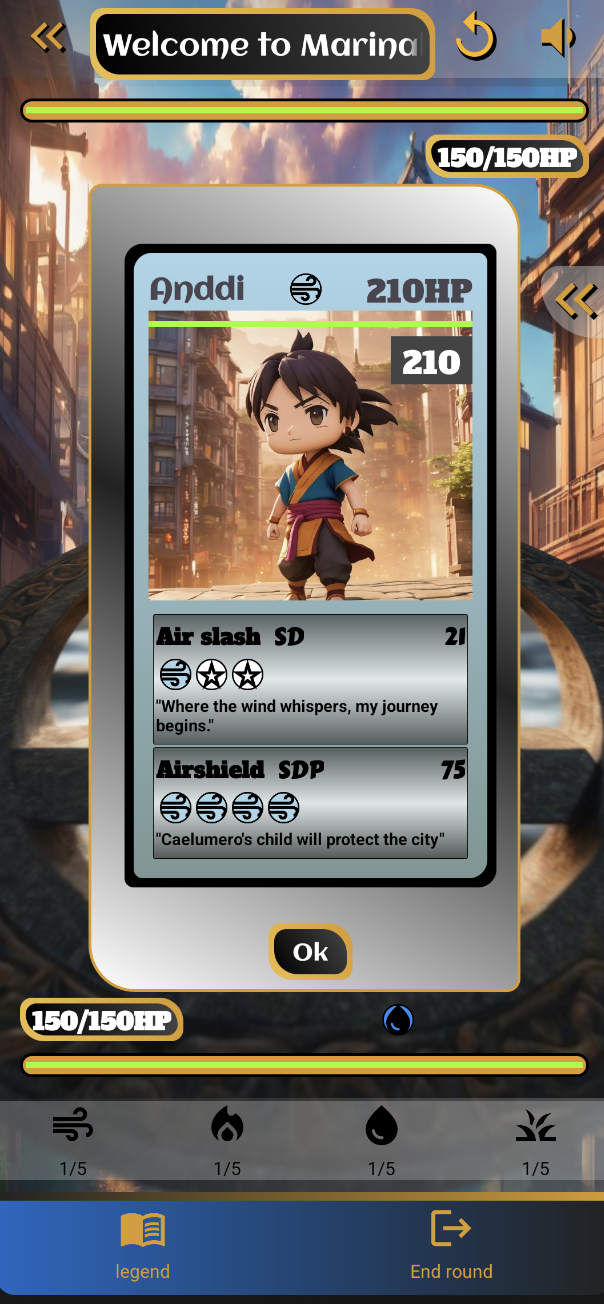 Welcome to Marina
150/150HP
Anddi 210HP
210
Air slash SD 21
"Where the wind whispers, my journey
begins."
Airshield SDP 75
"Caelumero's child will protect the city"
Ok
150/150HP
1/5 1/5 1/5 1/5
legend End round